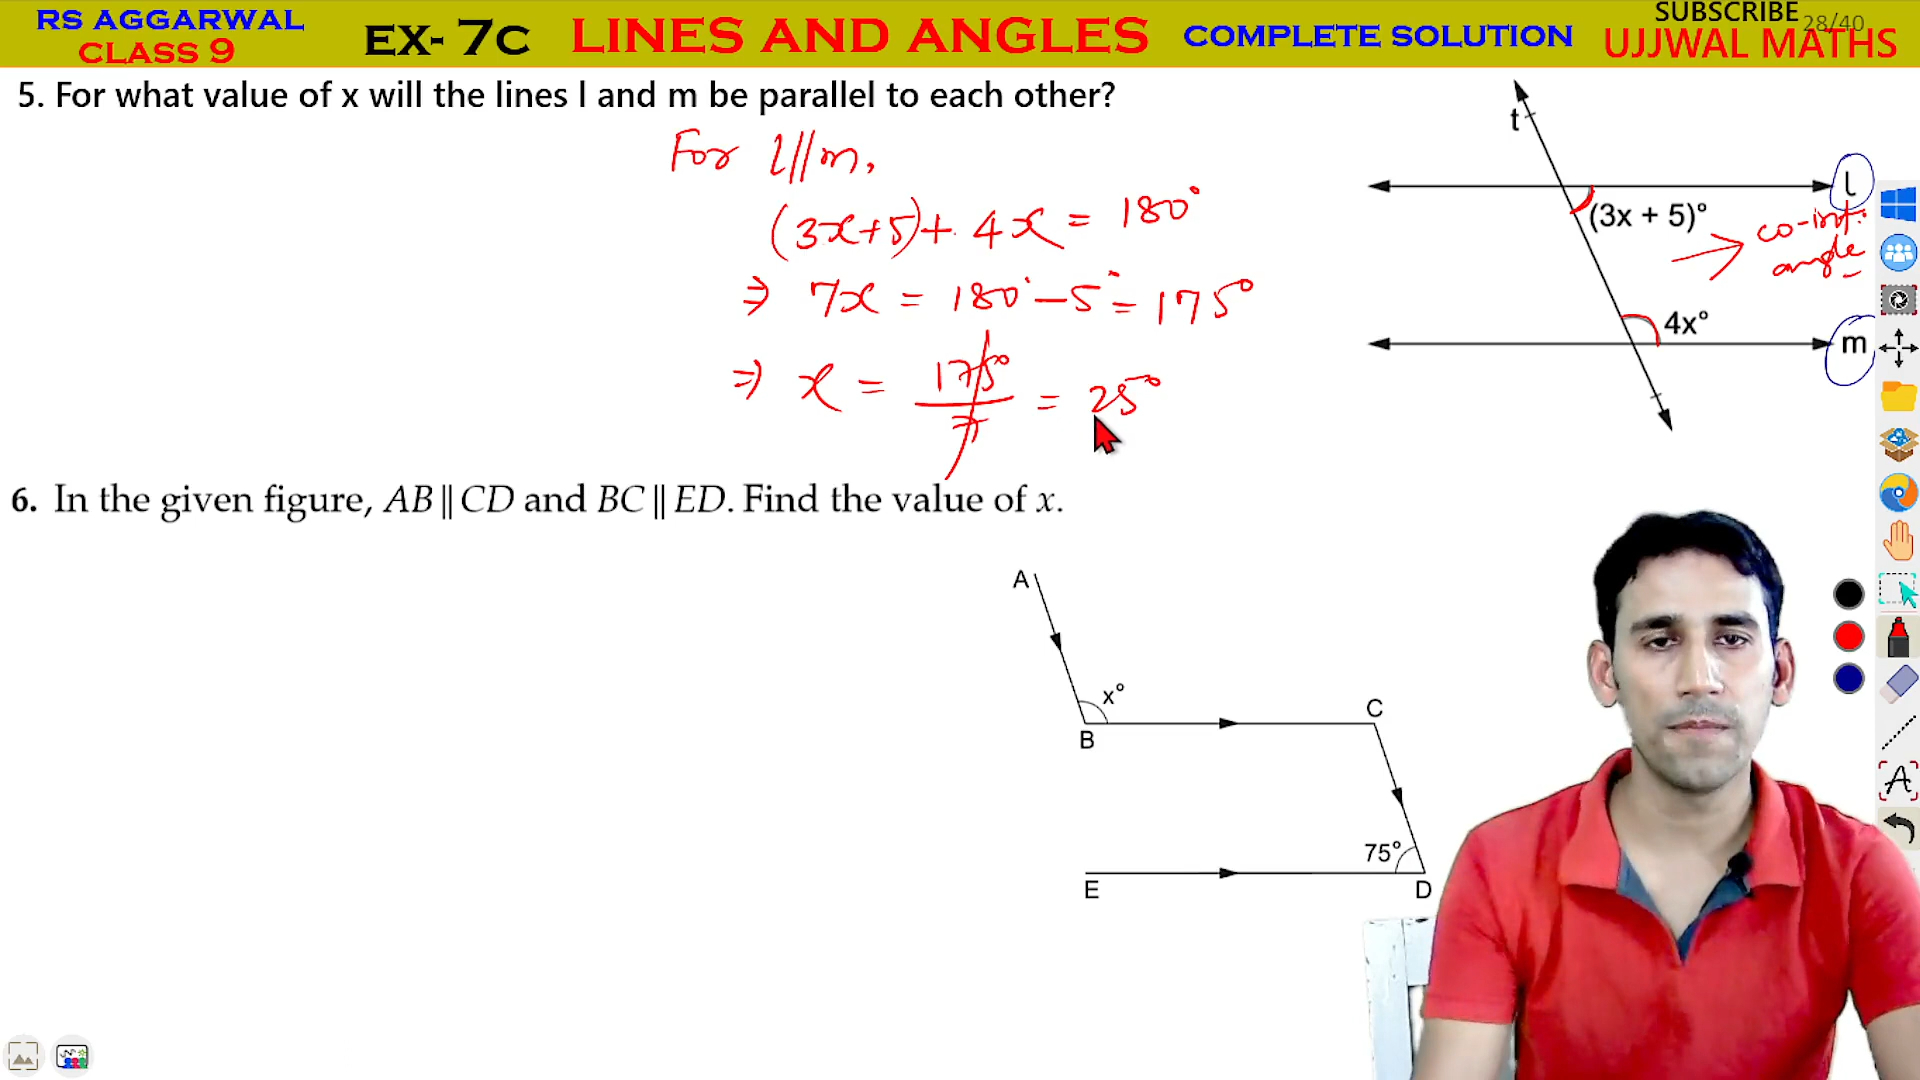 RS AGGARWAL
CLASS 9
EX- 7C
LINES AND ANGLES
COMPLETE SOLUTION
SUBSCRIBE
28/40
UJJWAL MATHS
5. For what value of x will the lines l and m be parallel to each other?
For l//m,
(3x+5)+ 4x = 180°
⇒ 7x = 180° - 5° = 175°
⇒ x = 175°/7 = 25°
t
l
(3x + 5)°
co-int.
angle
4x°
m
6. In the given figure, AB || CD and BC || ED. Find the value of x.
A
x°
B
C
75°
E
D